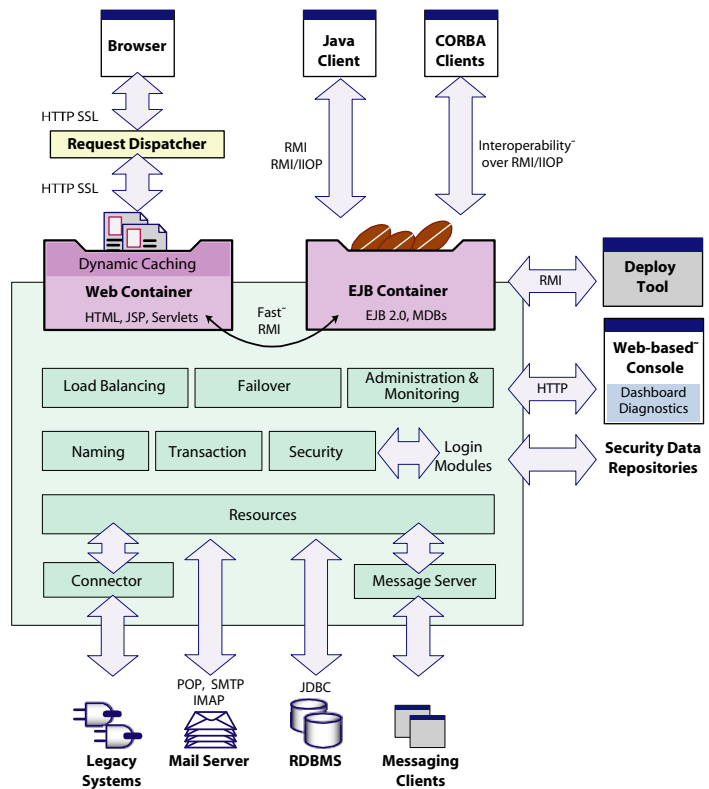 Browser
Java
Client
CORBA
Clients
HTTP SSL
Request Dispatcher
HTTP SSL
RMI
RMI/IIOP
Interoperability˜
over RMI/IIOP
Dynamic Caching
Web Container
HTML, JSP, Servlets
Fast˜
RMI
EJB Container
EJB 2.0, MDBs
RMI
Deploy
Tool
Web-based˜
Console
Dashboard
Diagnostics
HTTP
Load Balancing
Failover
Administration &
Monitoring
Naming
Transaction
Security
Login
Modules
Security Data
Repositories
Resources
Connector
Message Server
POP, SMTP
IMAP
JDBC
Legacy
Systems
Mail Server
RDBMS
Messaging
Clients